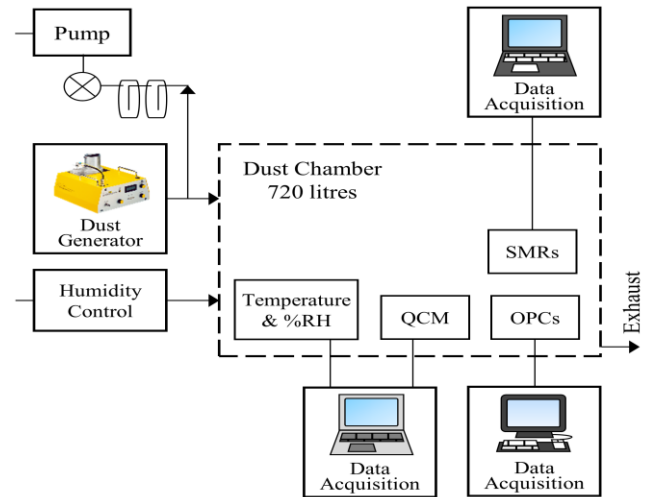 Pump
Data
Acquisition
Dust Chamber
720 litres
Dust
Generator
SMRs
Humidity
Control
Temperature
& %RH
QCM
OPCs
Exhaust
Data
Acquisition
Data
Acquisition